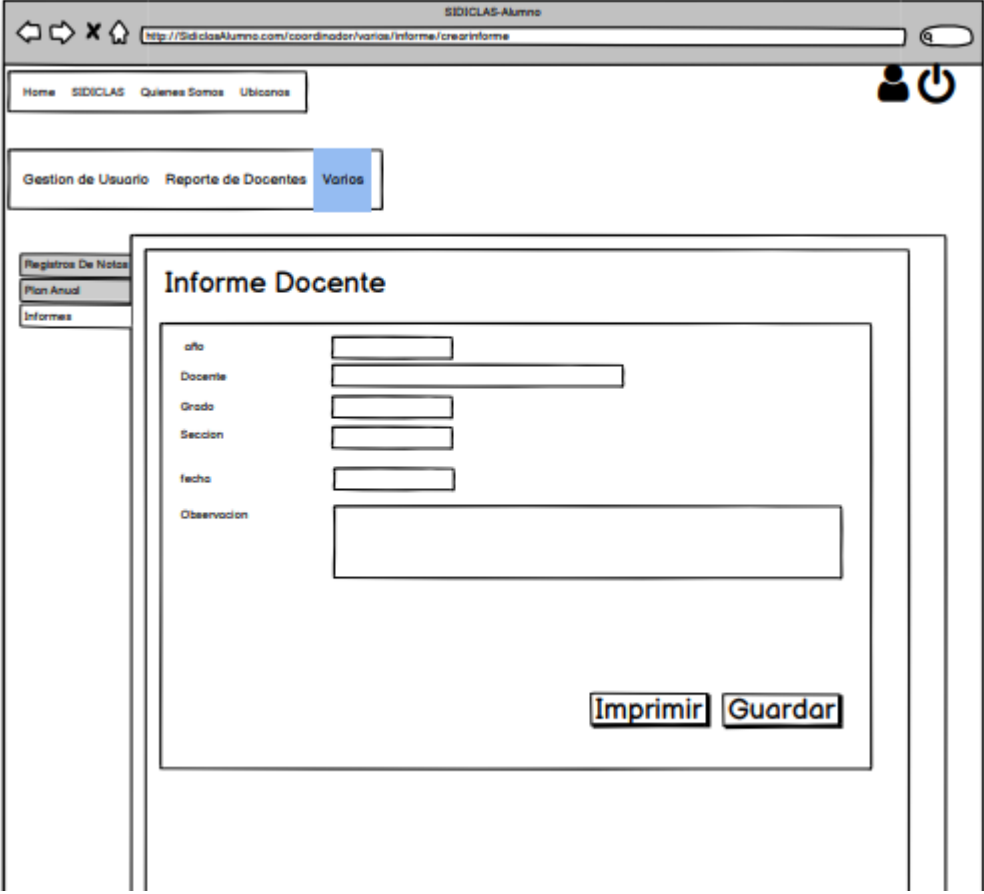 SIDICLAS-Alumno
http://SidiclasAlumno.com/coordinador/varios/informe/crearinforme
Home SIDICLAS Quienes Somos Ubicanos
Gestion de Usuario Reporte de Docentes Varios
Registros De Notas
Plan Anual
Informes
Informe Docente
año
Docente
Grado
Seccion
fecha
Observacion
Imprimir Guardar